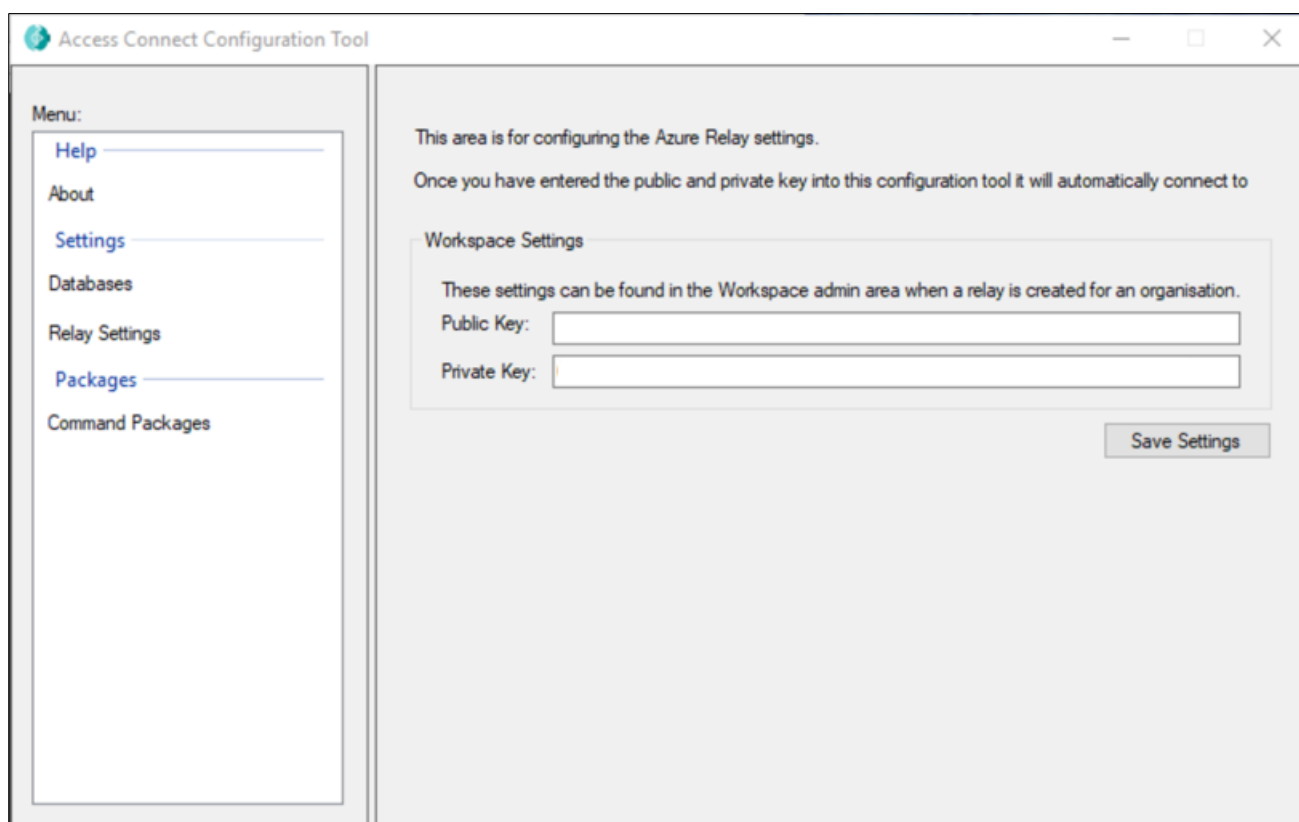 Access Connect Configuration Tool
Menu:
Help
About
Settings
Databases
Relay Settings
Packages
Command Packages
This area is for configuring the Azure Relay settings.
Once you have entered the public and private key into this configuration tool it will automatically connect to
Workspace Settings
These settings can be found in the Workspace admin area when a relay is created for an organisation.
Public Key:
Private Key:
Save Settings